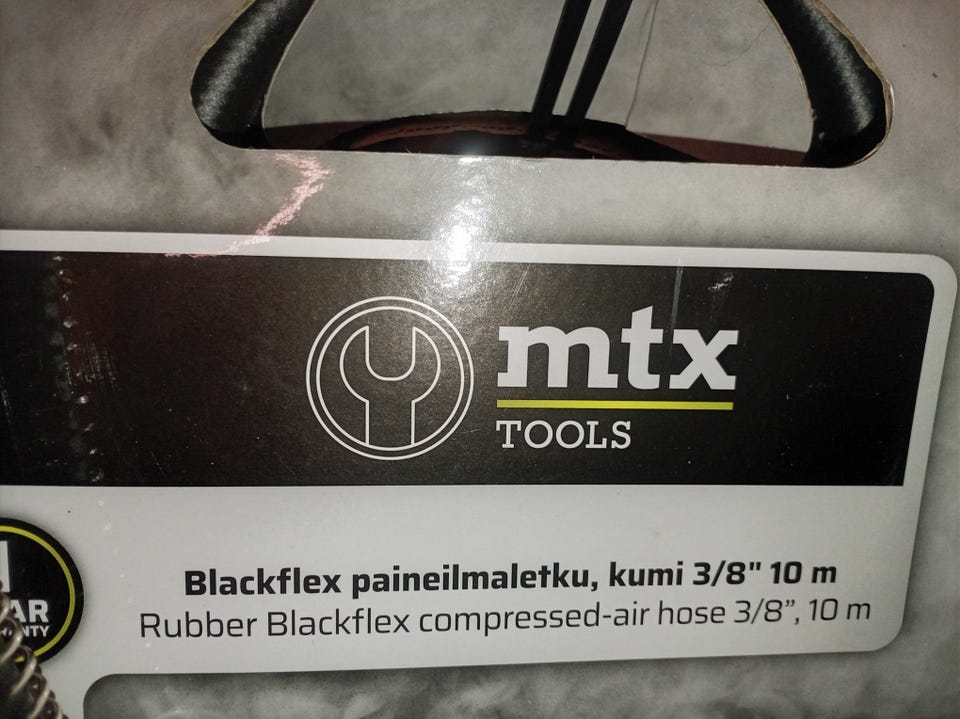 mtx
TOOLS
Blackflex paineilmaletku, kumi 3/8" 10 m
Rubber Blackflex compressed-air hose 3/8”, 10 m